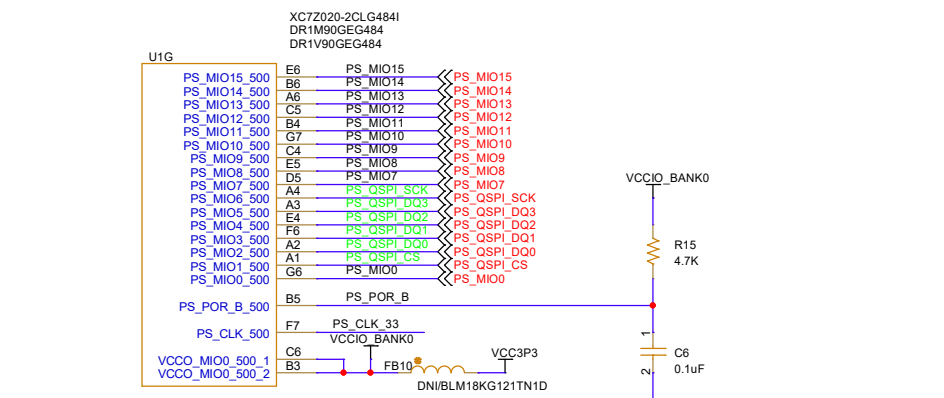 XC7Z020-2CLG484I
DR1M90GEG484
DR1V90GEG484
U1G
PS_MIO15_500 E6 PS_MIO15 PS_MIO15
PS_MIO14_500 B6 PS_MIO14 PS_MIO14
PS_MIO13_500 A6 PS_MIO13 PS_MIO13
PS_MIO12_500 C5 PS_MIO12 PS_MIO12
PS_MIO11_500 B4 PS_MIO11 PS_MIO11
PS_MIO10_500 G7 PS_MIO10 PS_MIO10
PS_MIO9_500 C4 PS_MIO9 PS_MIO9
PS_MIO8_500 E5 PS_MIO8 PS_MIO8
PS_MIO7_500 D5 PS_MIO7 PS_MIO7
PS_MIO6_500 A4 PS_QSPI_SCK PS_QSPI_SCK
PS_MIO5_500 A3 PS_QSPI_DQ3 PS_QSPI_DQ3
PS_MIO4_500 E4 PS_QSPI_DQ2 PS_QSPI_DQ2
PS_MIO3_500 F6 PS_QSPI_DQ1 PS_QSPI_DQ1
PS_MIO2_500 A2 PS_QSPI_DQ0 PS_QSPI_DQ0
PS_MIO1_500 A1 PS_QSPI_CS PS_QSPI_CS
PS_MIO0_500 G6 PS_MIO0 PS_MIO0
PS_POR_B_500 B5 PS_POR_B
PS_CLK_500 F7 PS_CLK_33
VCCO_MIO0_500_1 C6
VCCO_MIO0_500_2 B3
VCCIO_BANK0
FB10
VCC3P3
DNI/BLM18KG121TN1D
VCCIO_BANK0
R15
4.7K
1
C6
0.1uF
2